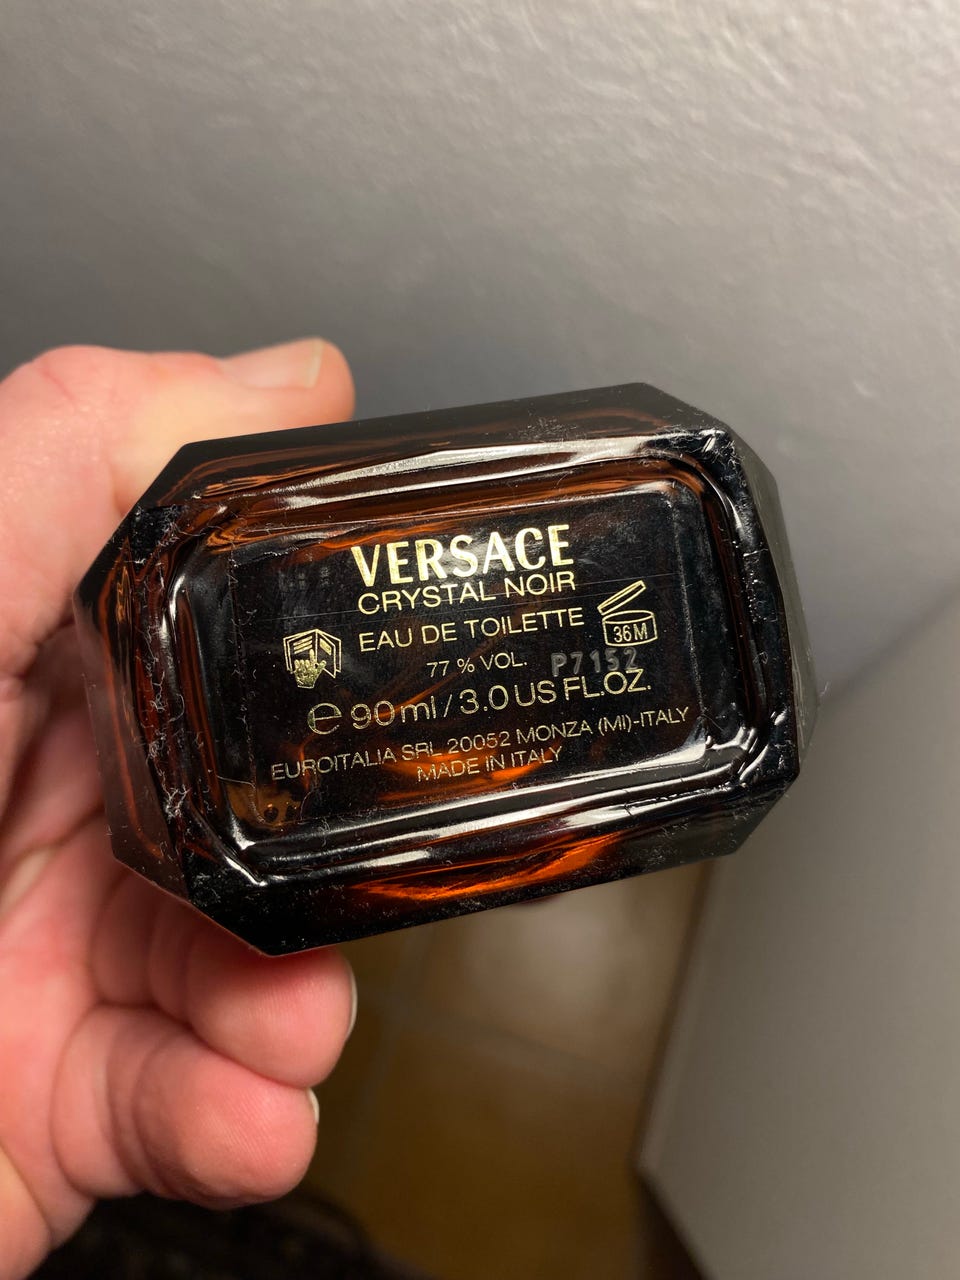 VERSACE
CRYSTAL NOIR
EAU DE TOILETTE
36M
77 % VOL.
P7152
℮ 90 ml / 3.0 US FL.OZ.
EUROITALIA SRL 20052 MONZA (MI)-ITALY
MADE IN ITALY